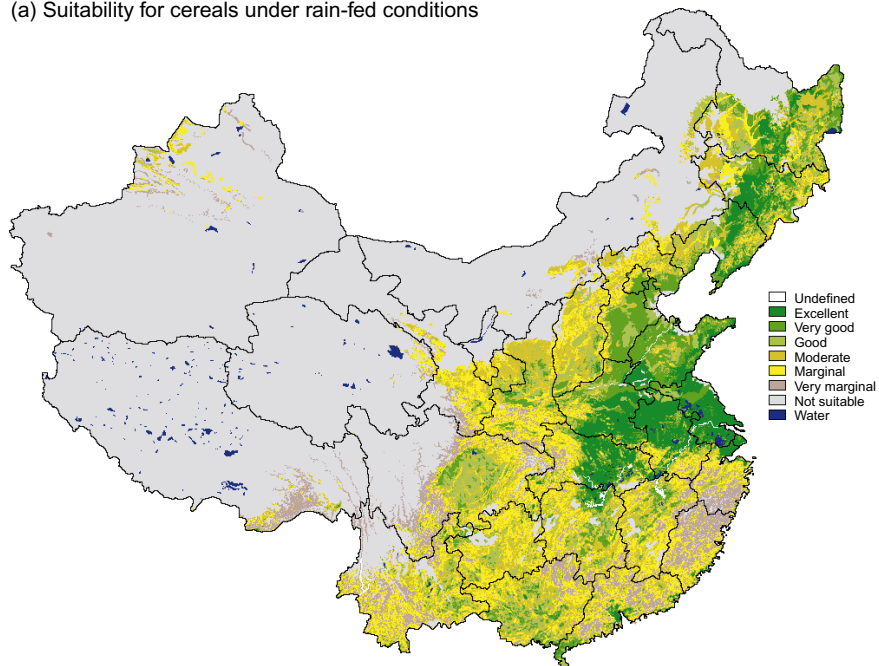 (a) Suitability for cereals under rain-fed conditions
Undefined
Excellent
Very good
Good
Moderate
Marginal
Very marginal
Not suitable
Water